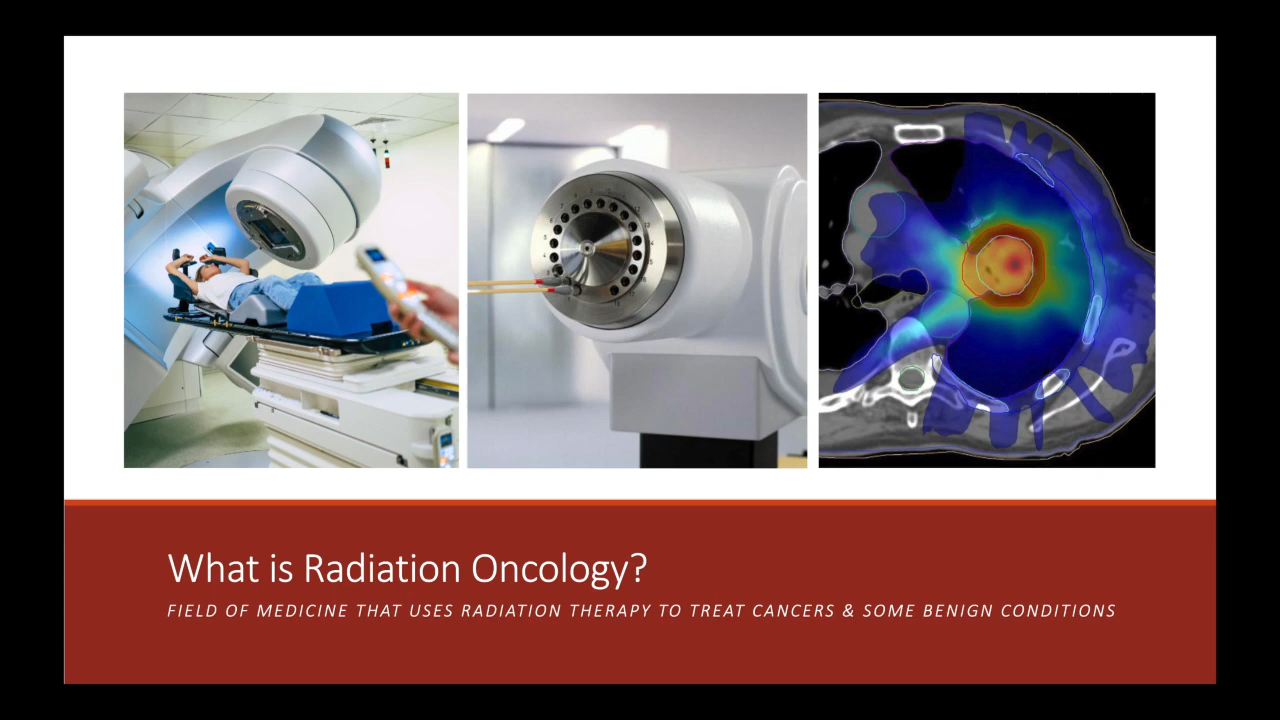 What is Radiation Oncology?
FIELD OF MEDICINE THAT USES RADIATION THERAPY TO TREAT CANCERS & SOME BENIGN CONDITIONS